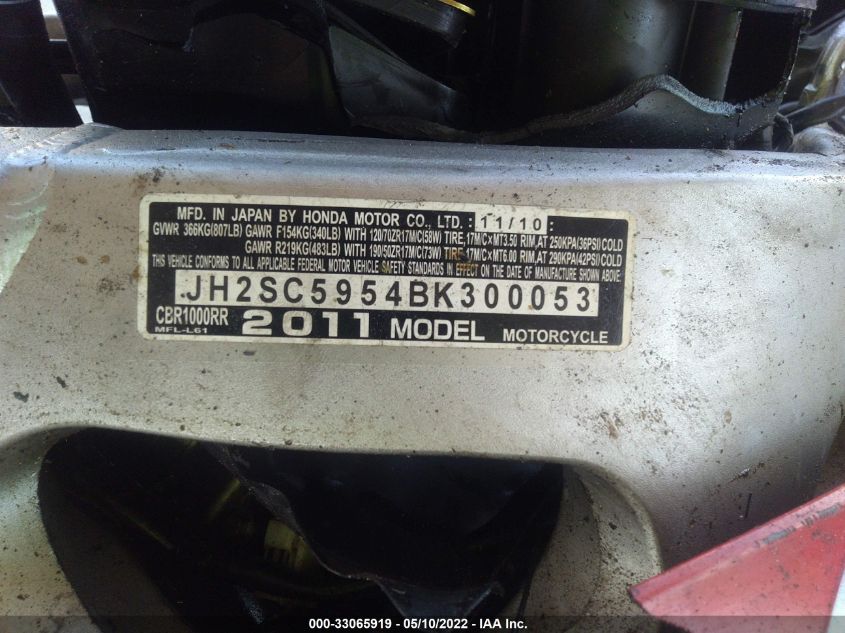 MFD. IN JAPAN BY HONDA MOTOR CO., LTD. : 11/10 :
GVWR 366KG(807LB) GAWR F154KG(340LB) WITH 120/70ZR17M/C(58W) TIRE, 17M/C×MT3.50 RIM, AT 250KPA(36PSI) COLD
GAWR R219KG(483LB) WITH 190/50ZR17M/C(73W) TIRE, 17M/C×MT6.00 RIM, AT 290KPA(42PSI) COLD
THIS VEHICLE CONFORMS TO ALL APPLICABLE FEDERAL MOTOR VEHICLE SAFETY STANDARDS IN EFFECT ON THE DATE OF MANUFACTURE SHOWN ABOVE.
JH2SC5954BK300053
CBR1000RR 2011 MODEL MOTORCYCLE
MFL-L61
000-33065919 - 05/10/2022 - IAA Inc.